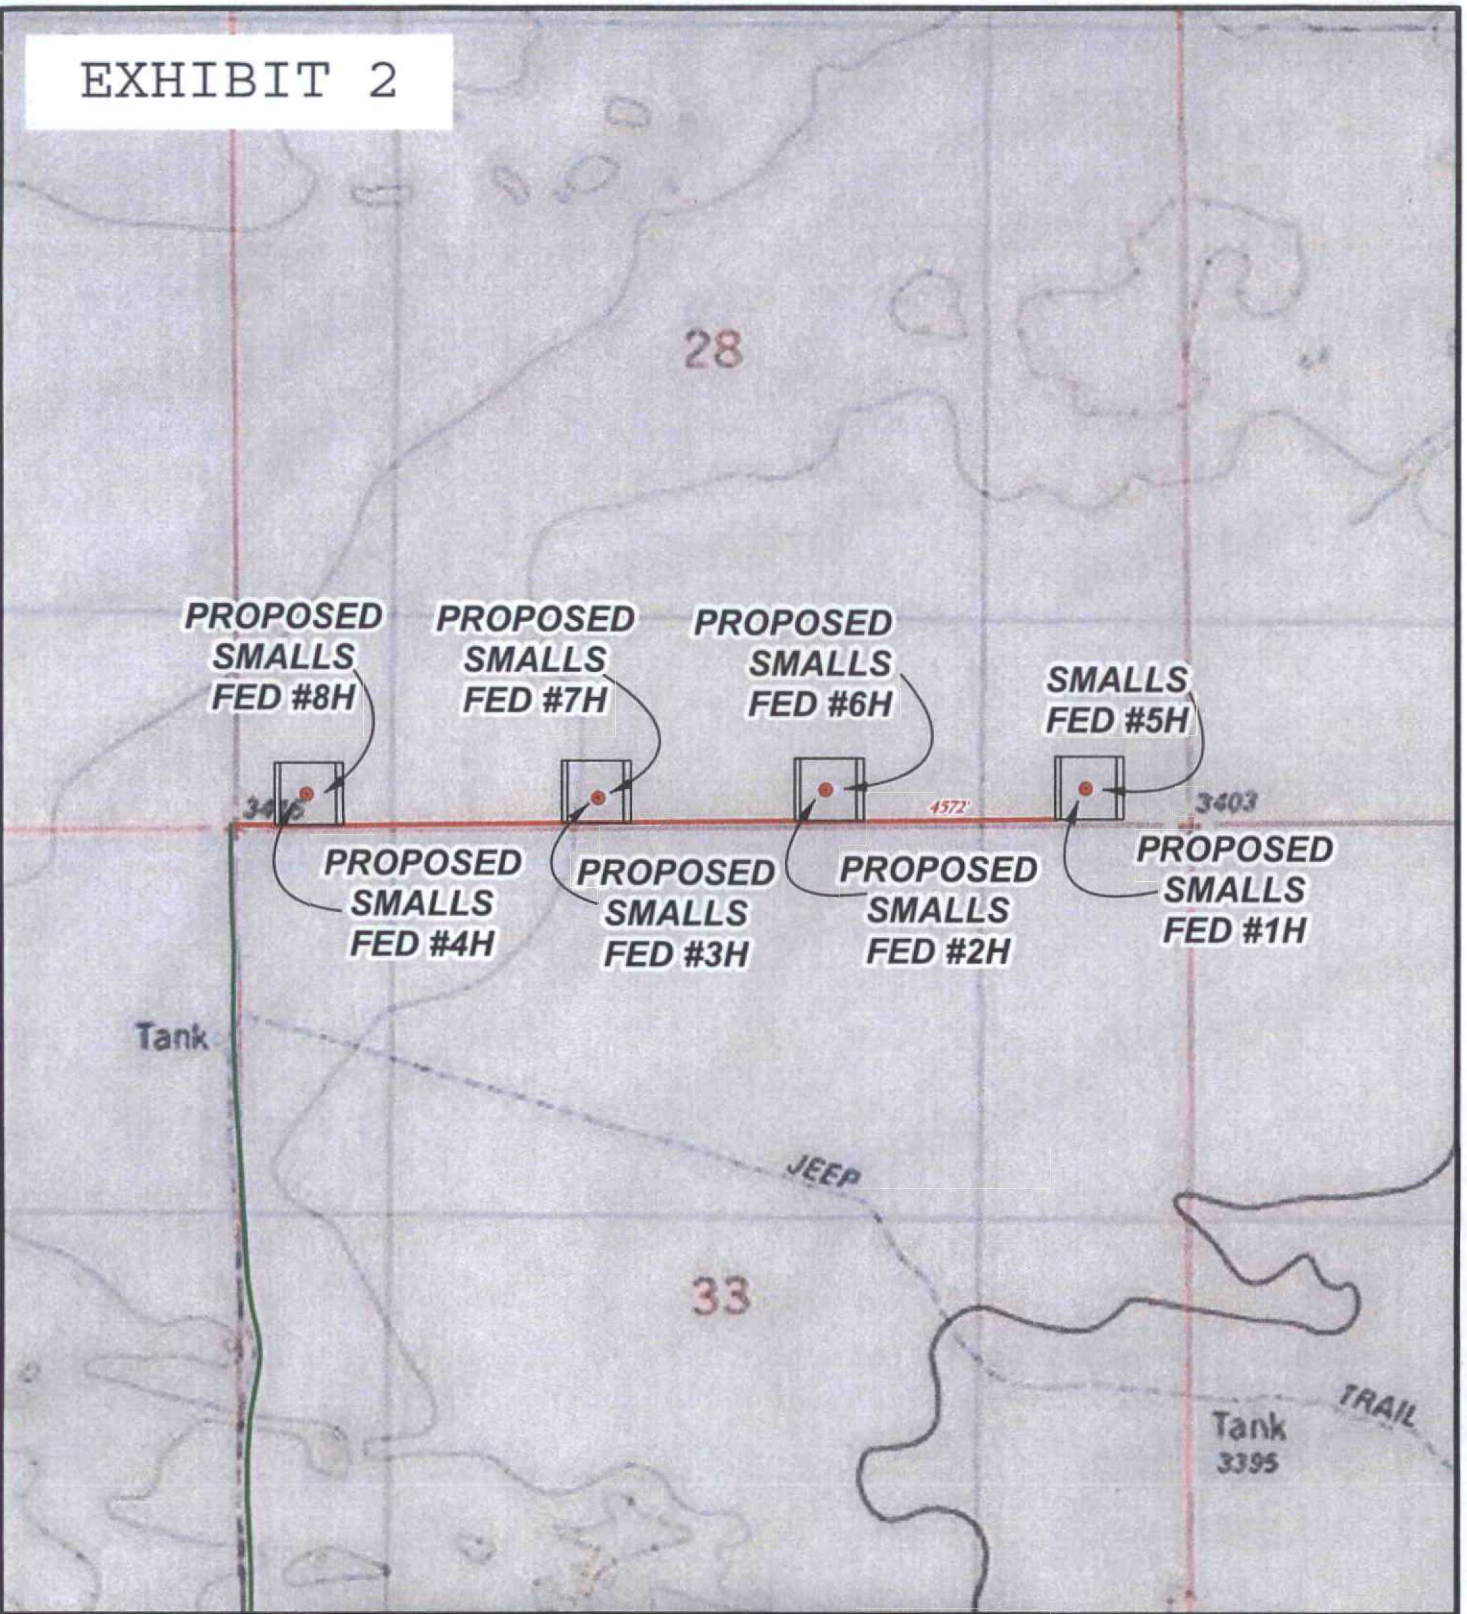 EXHIBIT 2
28
PROPOSED
SMALLS
FED #8H
PROPOSED
SMALLS
FED #7H
PROPOSED
SMALLS
FED #6H
SMALLS
FED #5H
4572'
3403
PROPOSED
SMALLS
FED #4H
PROPOSED
SMALLS
FED #3H
PROPOSED
SMALLS
FED #2H
PROPOSED
SMALLS
FED #1H
Tank
JEEP
33
TRAIL
Tank
3395